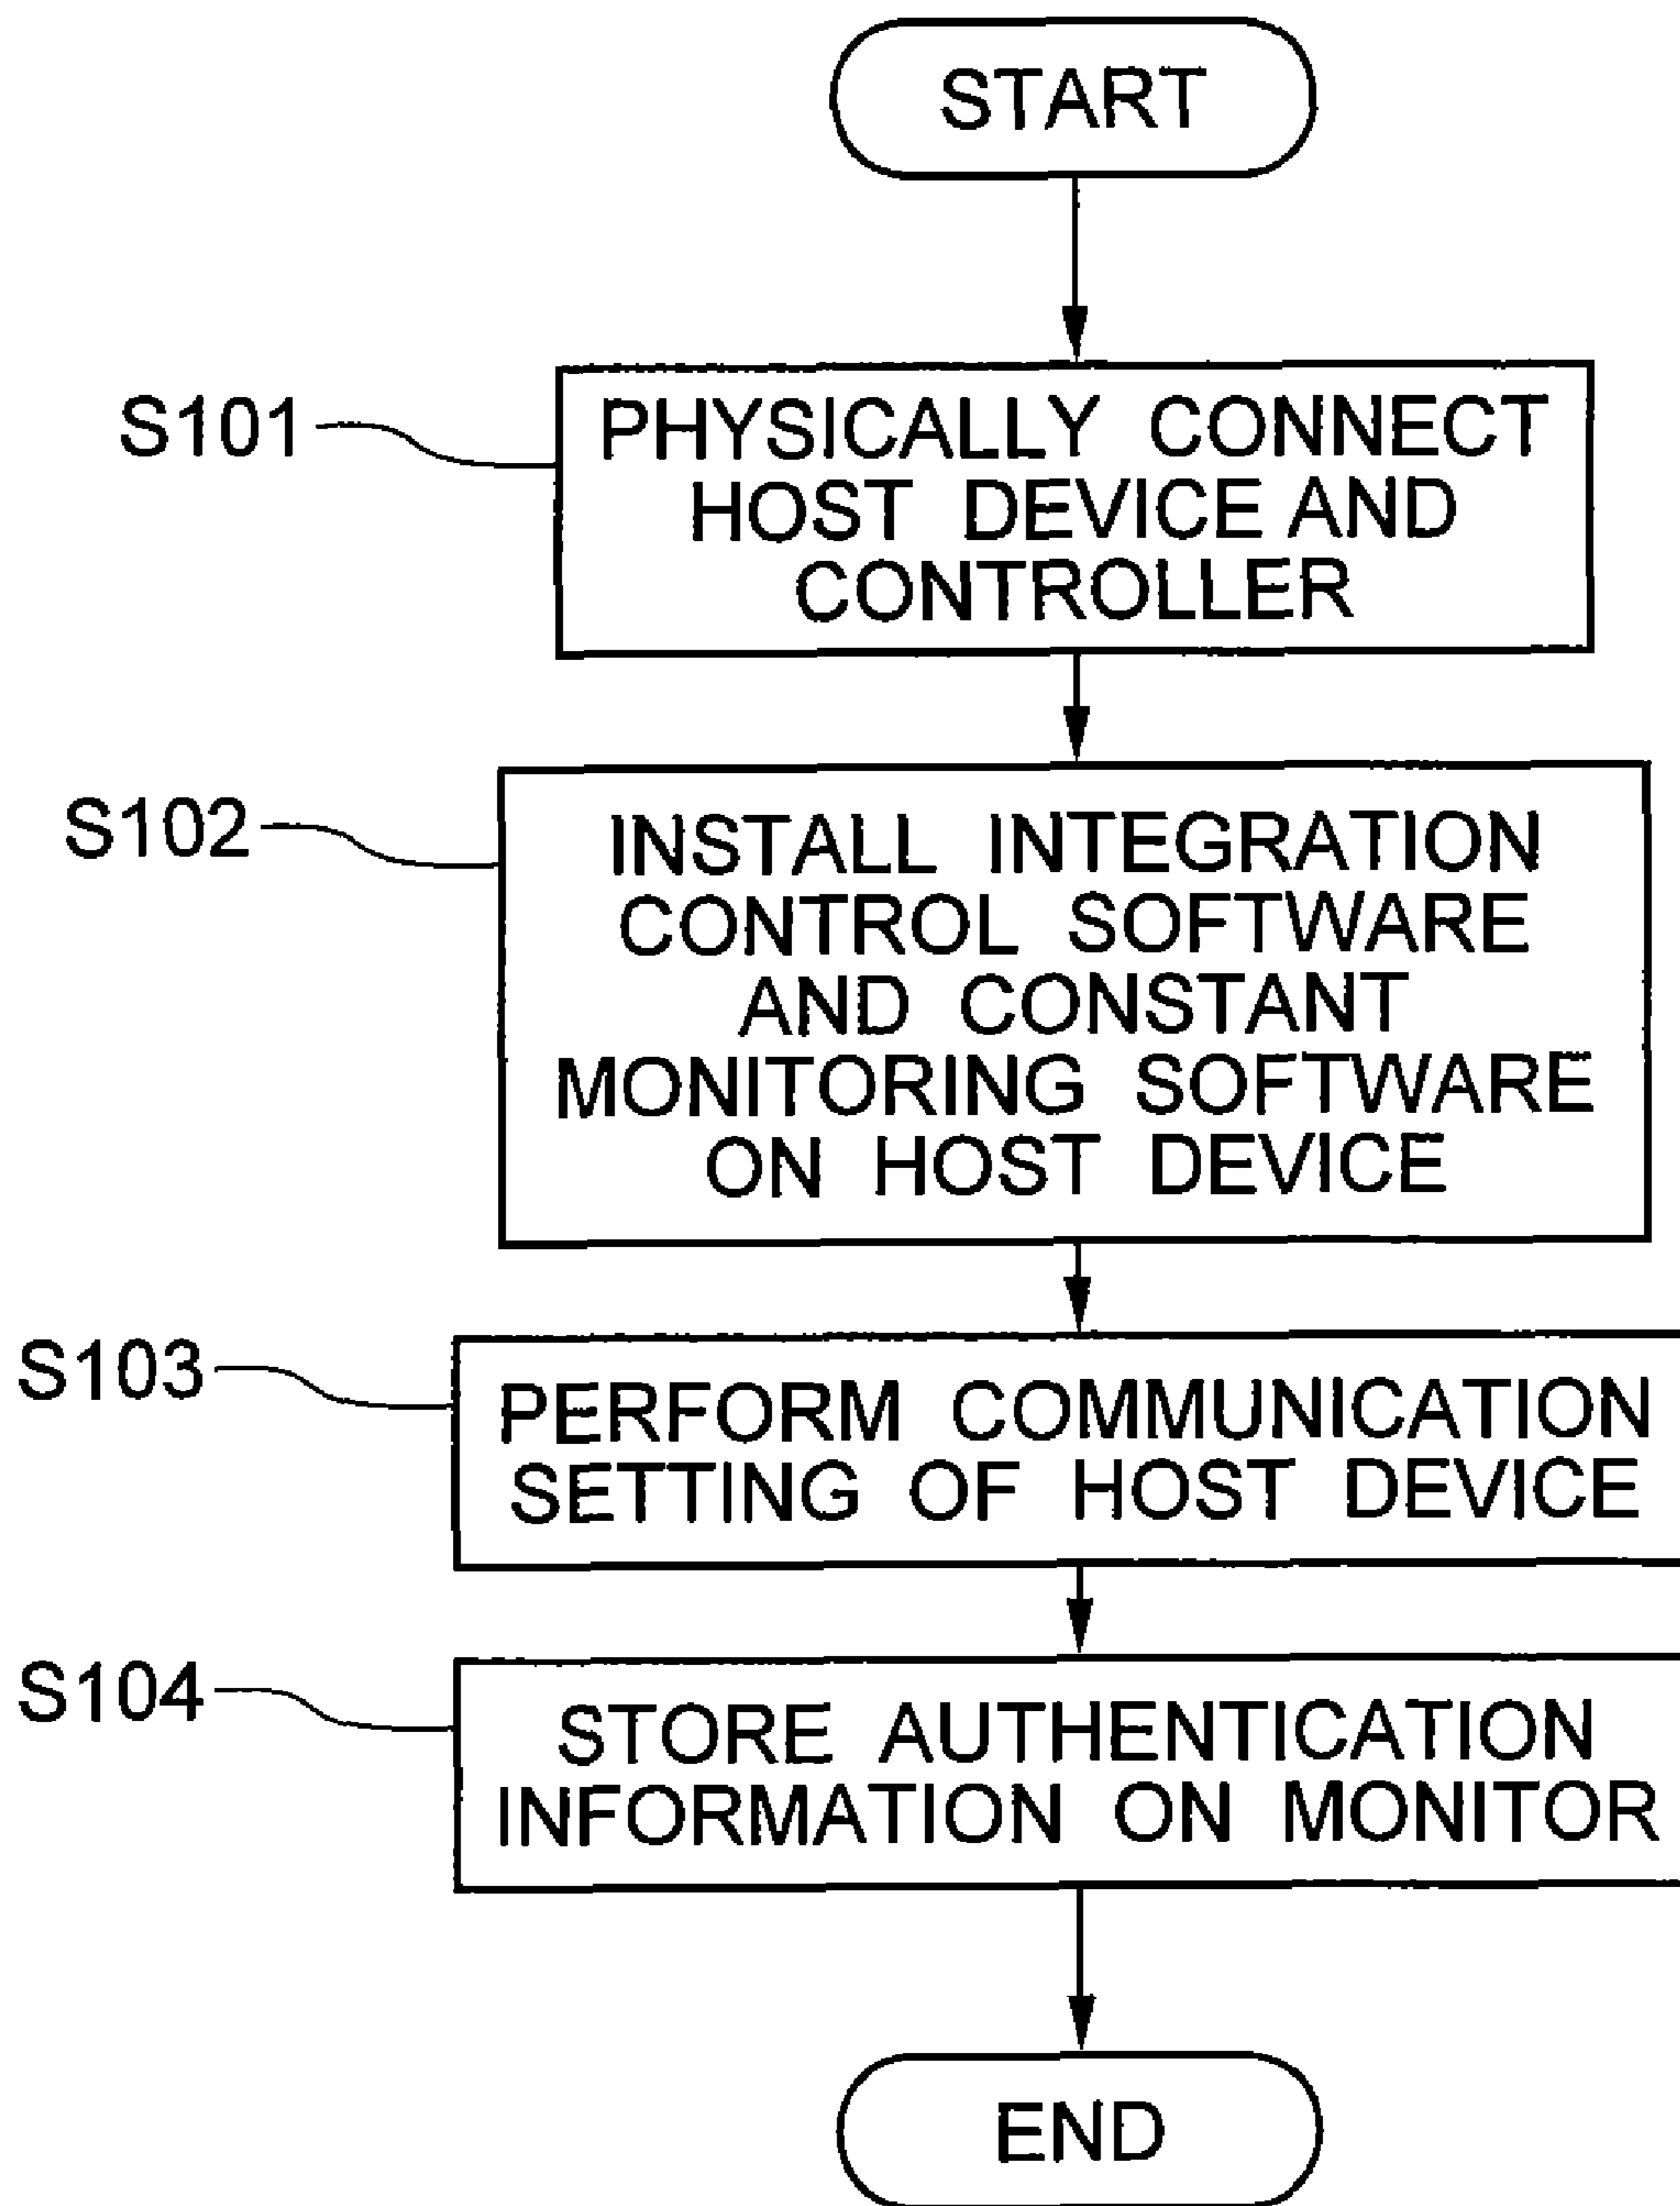 START
S101
PHYSICALLY CONNECT
HOST DEVICE AND
CONTROLLER
S102
INSTALL INTEGRATION
CONTROL SOFTWARE
AND CONSTANT
MONITORING SOFTWARE
ON HOST DEVICE
S103
PERFORM COMMUNICATION
SETTING OF HOST DEVICE
S104
STORE AUTHENTICATION
INFORMATION ON MONITOR
END